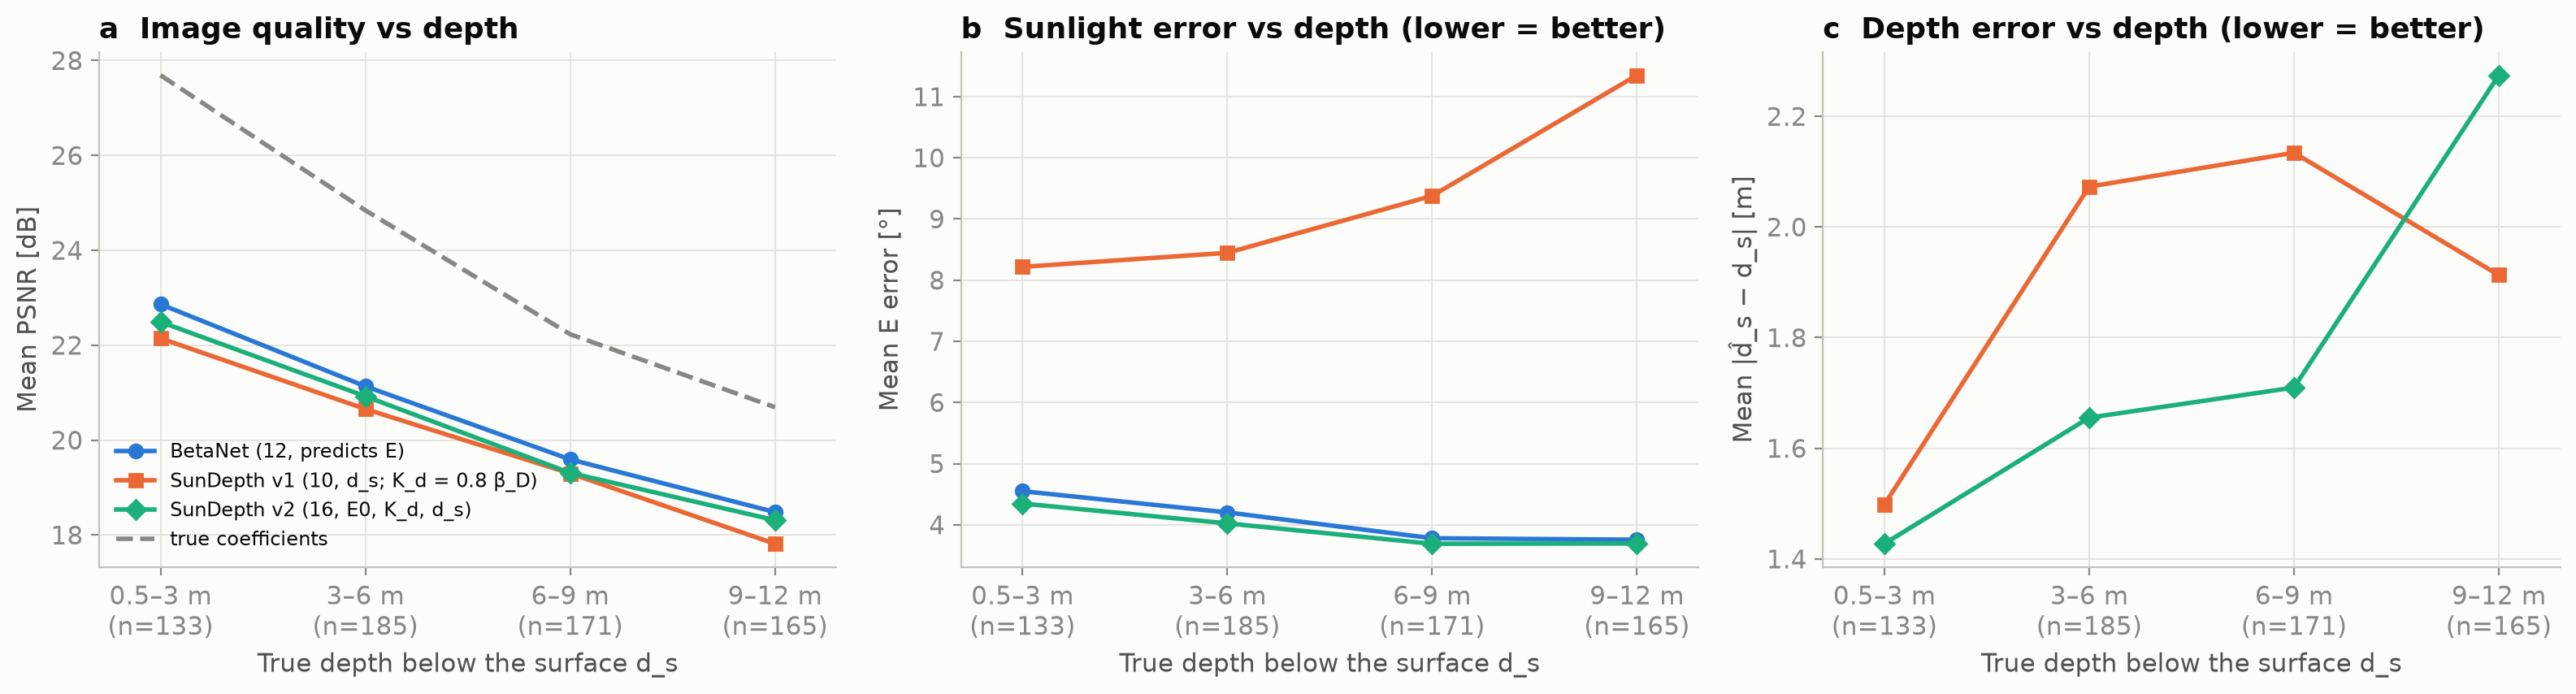 a Image quality vs depth
Mean PSNR [dB]
28
26
24
22
20
18
BetaNet (12, predicts E)
SunDepth v1 (10, d_s; K_d = 0.8 β_D)
SunDepth v2 (16, E0, K_d, d_s)
true coefficients
0.5–3 m 3–6 m 6–9 m 9–12 m
(n=133) (n=185) (n=171) (n=165)
True depth below the surface d_s
b Sunlight error vs depth (lower = better)
Mean E error [°]
11
10
9
8
7
6
5
4
0.5–3 m 3–6 m 6–9 m 9–12 m
(n=133) (n=185) (n=171) (n=165)
True depth below the surface d_s
c Depth error vs depth (lower = better)
Mean |d̂_s − d_s| [m]
2.2
2.0
1.8
1.6
1.4
0.5–3 m 3–6 m 6–9 m 9–12 m
(n=133) (n=185) (n=171) (n=165)
True depth below the surface d_s